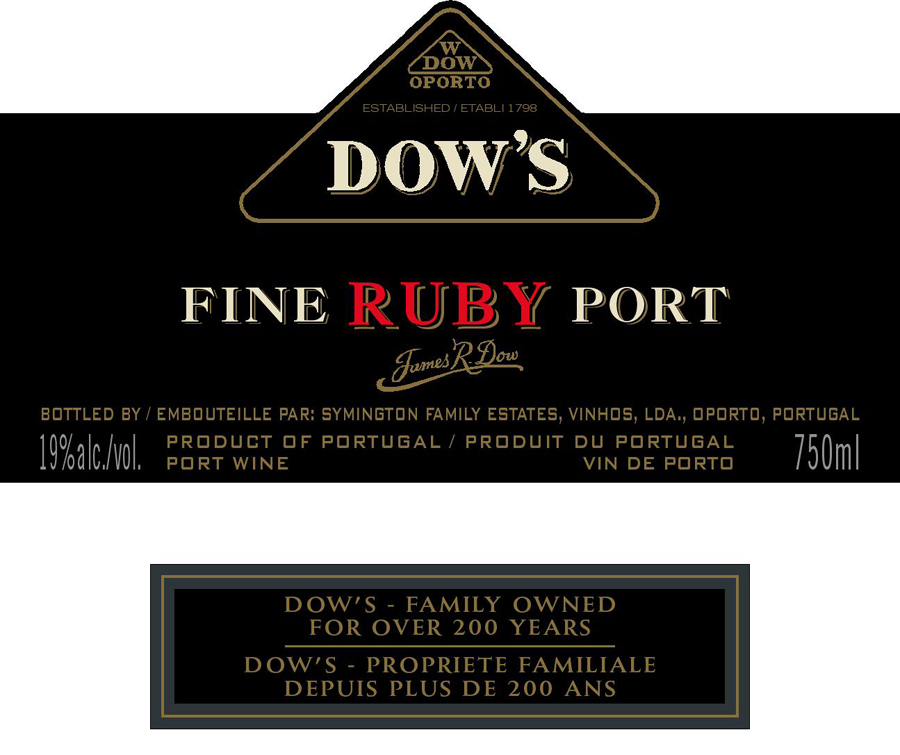 W
DOW
OPORTO
ESTABLISHED / ETABLI 1798
DOW'S
FINE RUBY PORT
James R. Dow
BOTTLED BY / EMBOUTEILLE PAR: SYMINGTON FAMILY ESTATES, VINHOS, LDA., OPORTO, PORTUGAL
19%alc./vol. PRODUCT OF PORTUGAL / PRODUIT DU PORTUGAL 750ml
PORT WINE VIN DE PORTO
DOW'S - FAMILY OWNED
FOR OVER 200 YEARS
DOW'S - PROPRIETE FAMILIALE
DEPUIS PLUS DE 200 ANS